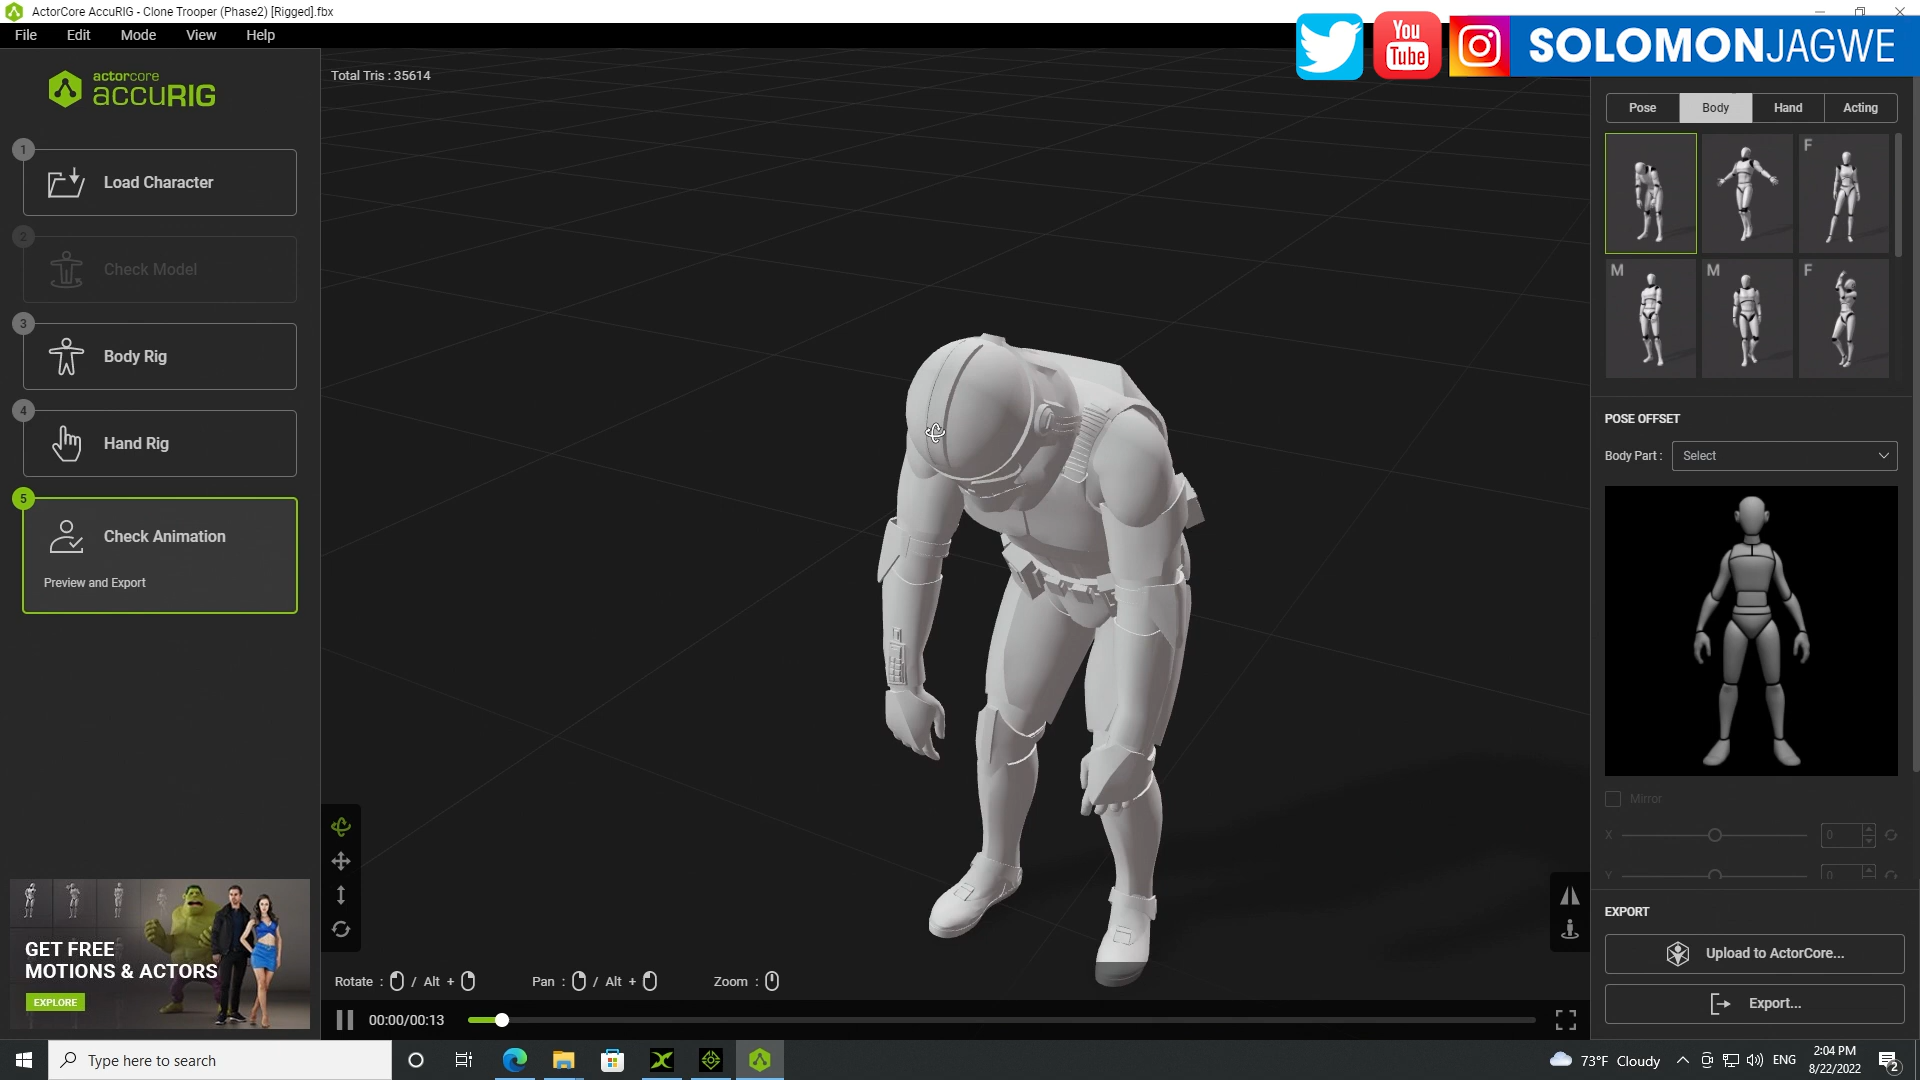 ActorCore AccuRIG - Clone Trooper (Phase2) [Rigged].fbx
File Edit Mode View Help
You
Tube
SOLOMONJAGWE
actorcore
accuRIG
Total Tris : 35614
Pose Body Hand Acting
1
Load Character
F
2
Check Model
M M F
3
Body Rig
POSE OFFSET
4
Hand Rig
Body Part : Select
5
Check Animation
Preview and Export
Mirror
X 0
Y 0
EXPORT
GET FREE
MOTIONS & ACTORS
EXPLORE
Upload to ActorCore...
Rotate : / Alt + Pan : / Alt + Zoom :
Export...
00:00/00:13
Type here to search
73°F Cloudy
ENG
2:04 PM
8/22/2022
2